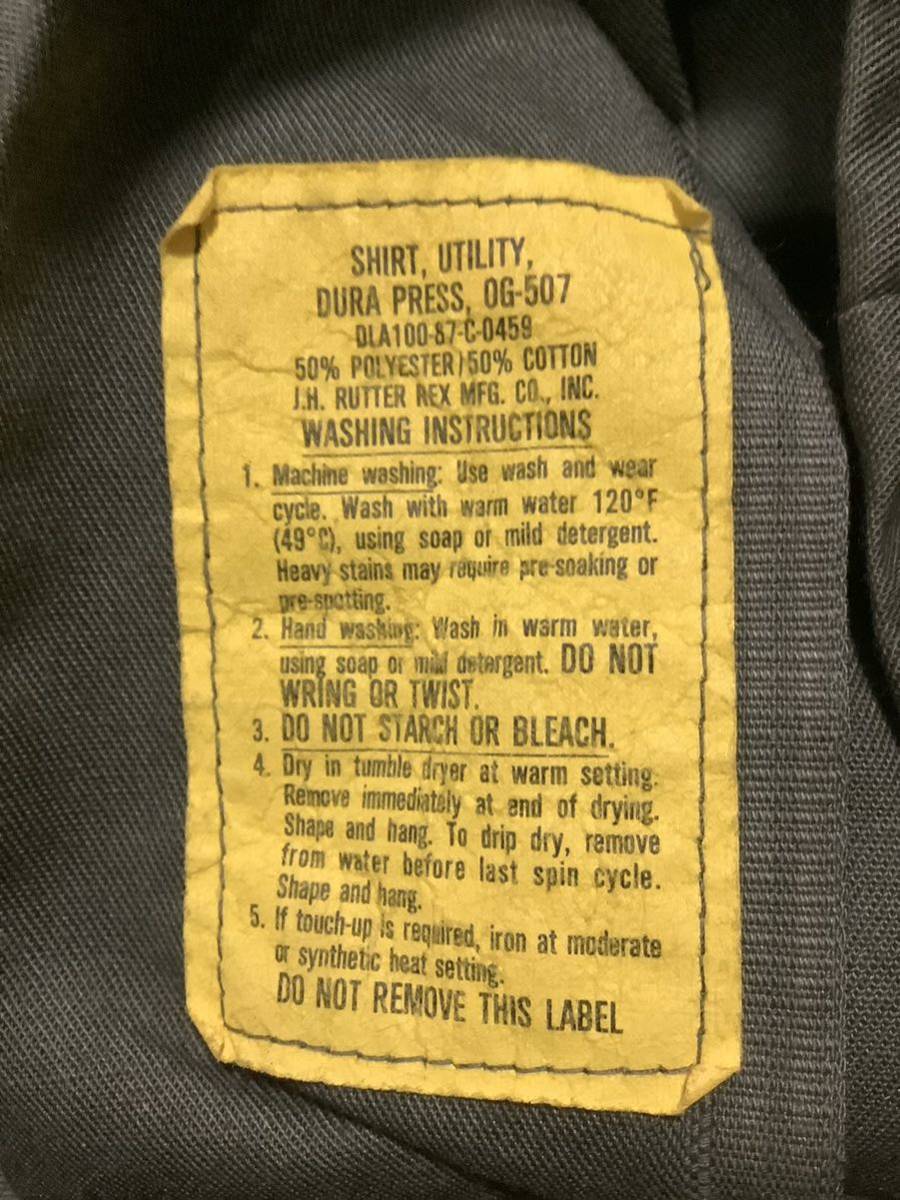 SHIRT, UTILITY,
DURA PRESS, OG-507
DLA100-87-C-0459
50% POLYESTER/50% COTTON
J.H. RUTTER REX MFG. CO., INC.
WASHING INSTRUCTIONS
1. Machine washing: Use wash and wear
cycle. Wash with warm water 120°F
(49°C), using soap or mild detergent.
Heavy stains may require pre-soaking or
pre-spotting.
2. Hand washing: Wash in warm water,
using soap or mild detergent. DO NOT
WRING OR TWIST.
3. DO NOT STARCH OR BLEACH.
4. Dry in tumble dryer at warm setting.
Remove immediately at end of drying.
Shape and hang. To drip dry, remove
from water before last spin cycle.
Shape and hang.
5. If touch-up is required, iron at moderate
or synthetic heat setting.
DO NOT REMOVE THIS LABEL